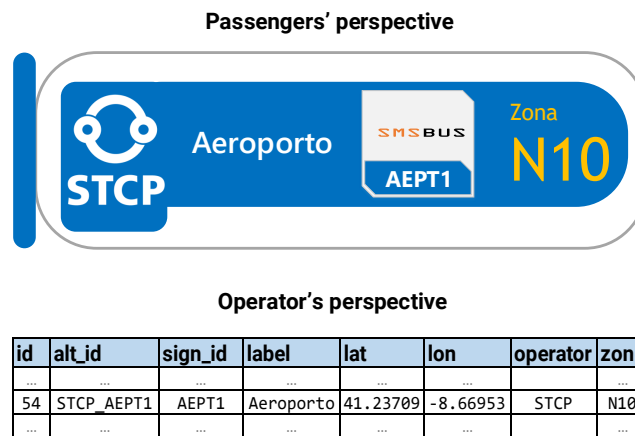 Passengers’ perspective
STCP
Aeroporto
SMSBUS
AEPT1
Zona
N10
Operator’s perspective
id alt_id sign_id label lat lon operator zon
... ... ... ... ... ... ...
54 STCP_AEPT1 AEPT1 Aeroporto 41.23709 -8.66953 STCP N10
... ... ... ... ... ... ...